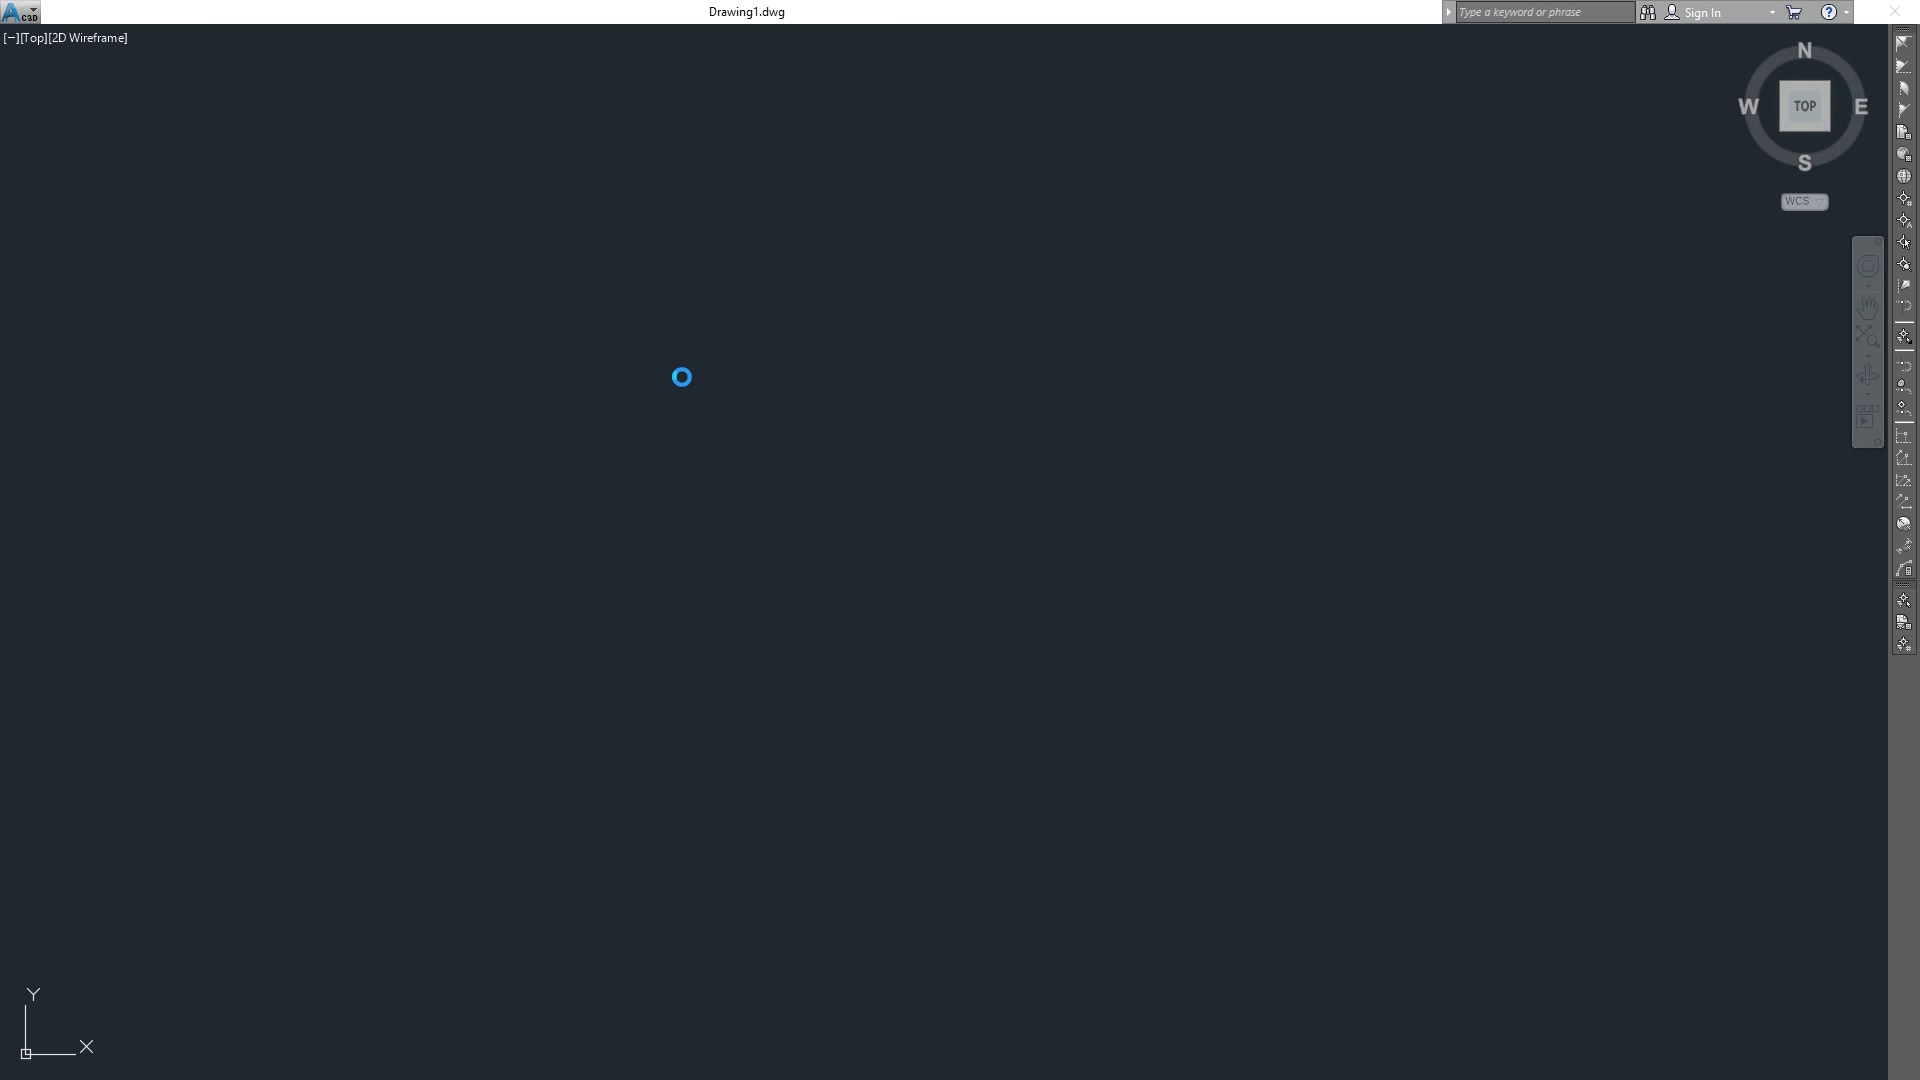 C3D
Drawing1.dwg
Type a keyword or phrase
Sign In
?
[−][Top][2D Wireframe]
N
W
TOP
E
S
WCS
Y
X